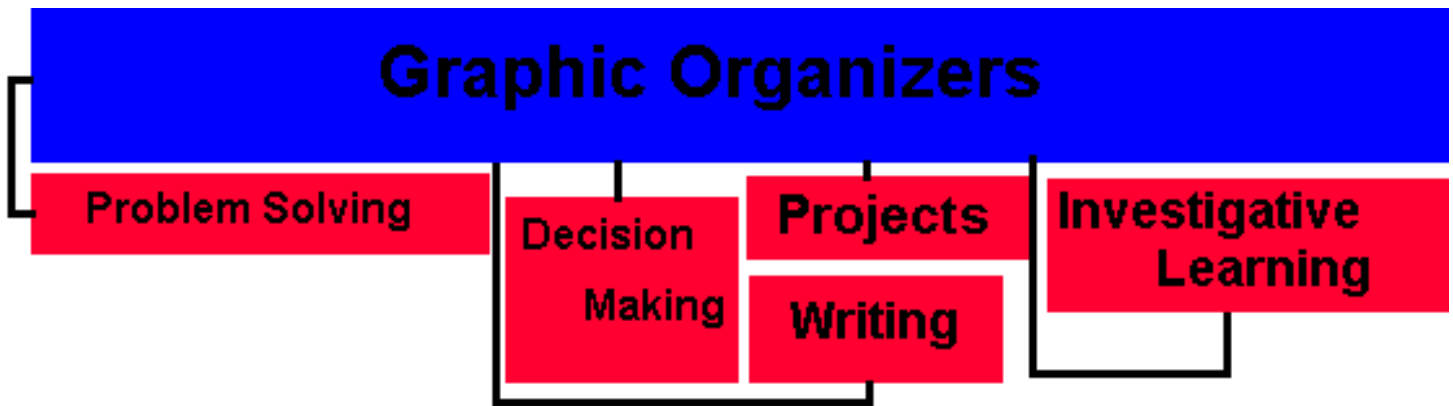 Graphic Organizers
Problem Solving
Decision
Making
Projects
Writing
Investigative
Learning